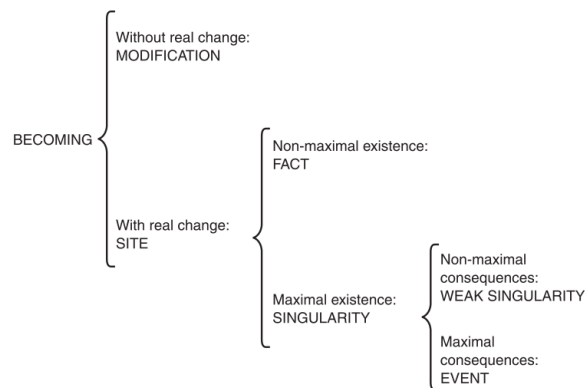 Without real change:
MODIFICATION
BECOMING
Non-maximal existence:
FACT
With real change:
SITE
Non-maximal
consequences:
WEAK SINGULARITY
Maximal existence:
SINGULARITY
Maximal
consequences:
EVENT